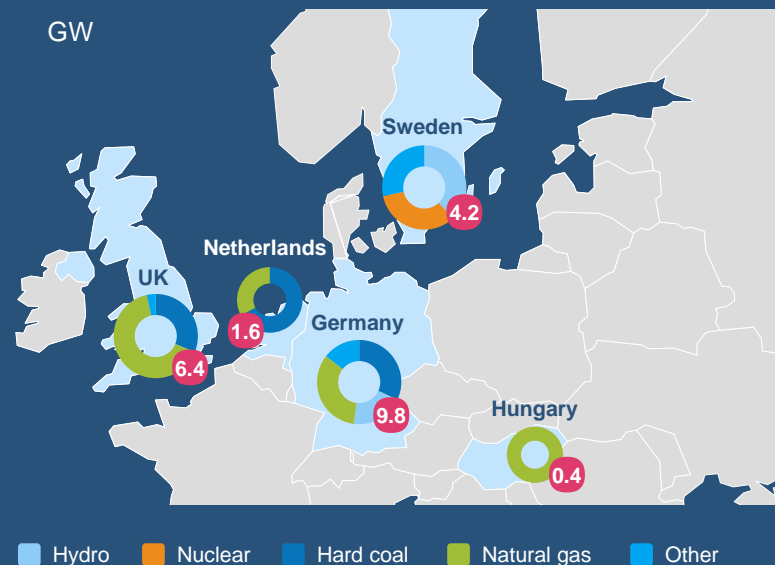 GW
Sweden
4.2
Netherlands
UK
1.6
Germany
6.4
9.8
Hungary
0.4
Hydro Nuclear Hard coal Natural gas Other